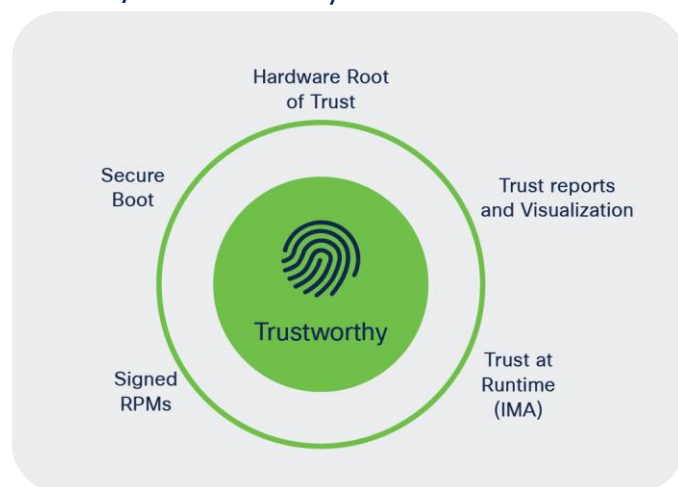 Hardware Root
of Trust
Secure
Boot
Trust reports
and Visualization
Trustworthy
Signed
RPMs
Trust at
Runtime
(IMA)